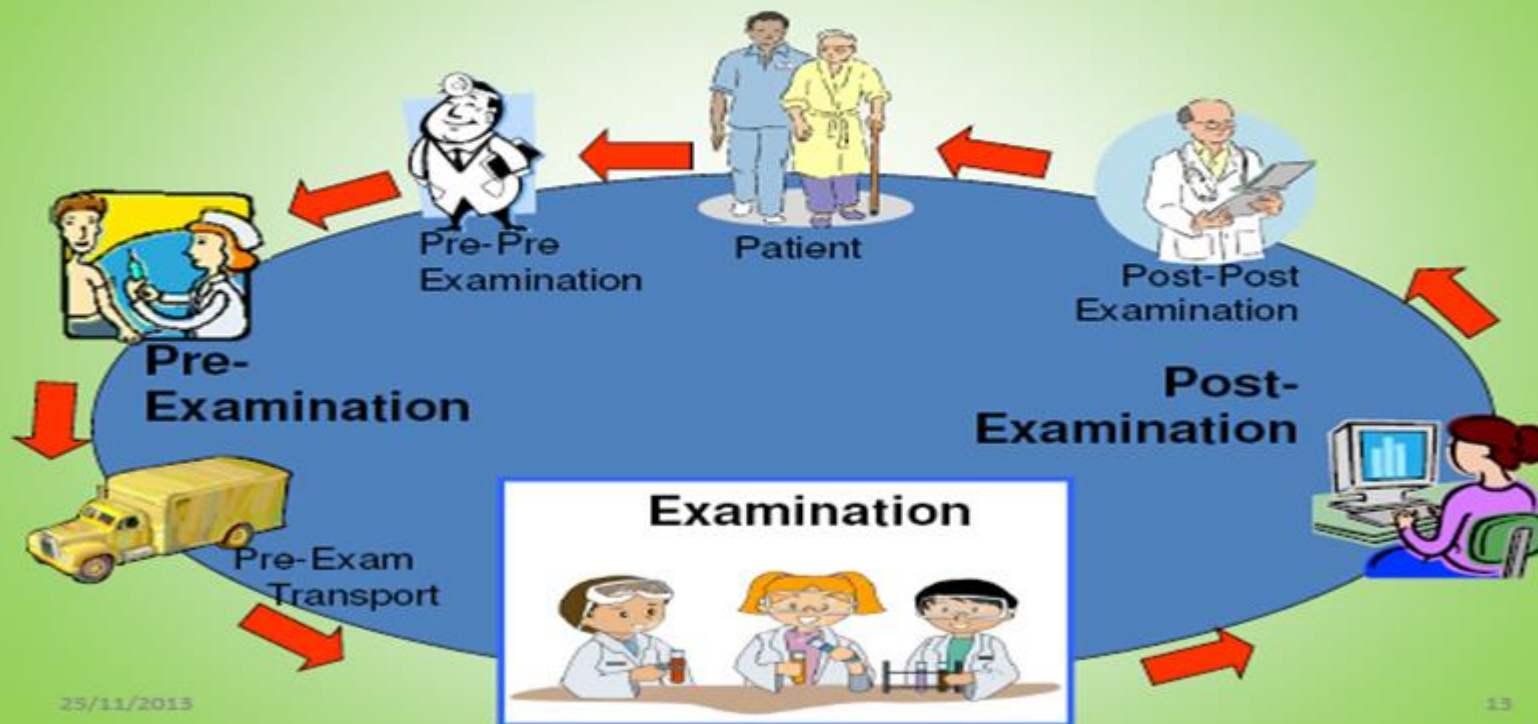 Pre-Pre
Examination
Patient
Post-Post
Examination
Pre-
Examination
Post-
Examination
Pre-Exam
Transport
Examination
25/11/2013
13